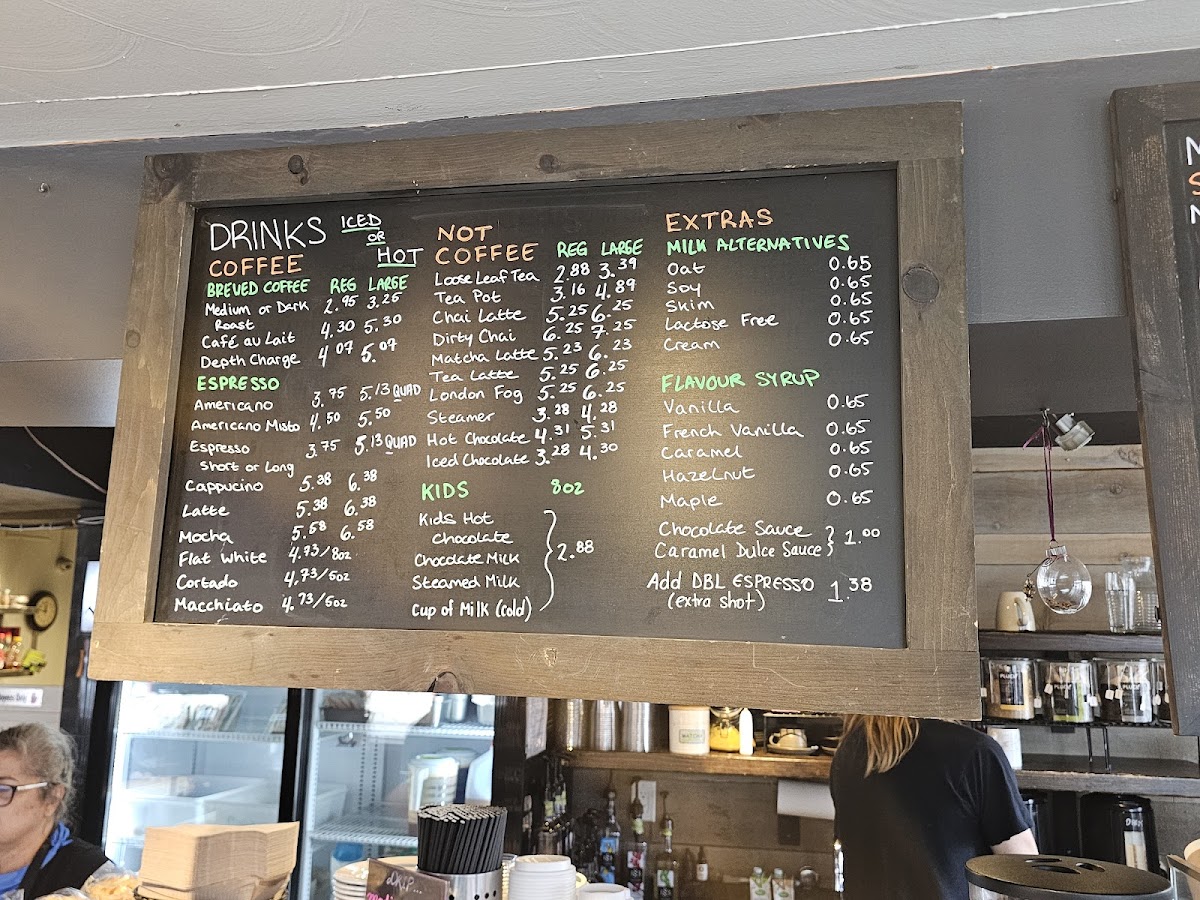 DRINKS ICED
or
HOT
COFFEE
BREWED COFFEE REG LARGE
Medium or Dark 2.95 3.25
Roast
Café au Lait 4.30 5.30
Depth Charge 4.07 5.07
ESPRESSO
Americano 3.75 5.13 QUAD
Americano Misto 4.50 5.50
Espresso 3.75 5.13 QUAD
Short or Long
Cappucino 5.38 6.38
Latte 5.38 6.38
Mocha 5.58 6.58
Flat White 4.73/8oz
Cortado 4.73/5oz
Macchiato 4.73/5oz
NOT
COFFEE REG LARGE
Loose Leaf Tea 2.88 3.39
Tea Pot 3.16 4.89
Chai Latte 5.25 6.25
Dirty Chai 6.25 7.25
Matcha Latte 5.23 6.23
Tea Latte 5.25 6.25
London Fog 5.25 6.25
Steamer 3.28 4.28
Hot Chocolate 4.31 5.31
Iced Chocolate 3.28 4.30
KIDS 8oz
Kids Hot
Chocolate
Chocolate Milk 2.88
Steamed Milk
Cup of Milk (cold)
EXTRAS
MILK ALTERNATIVES
Oat 0.65
Soy 0.65
Skim 0.65
Lactose Free 0.65
Cream 0.65
FLAVOUR SYRUP
Vanilla 0.65
French Vanilla 0.65
Caramel 0.65
Hazelnut 0.65
Maple 0.65
Chocolate Sauce 1.00
Caramel Dulce Sauce
Add DBL ESPRESSO 1.38
(extra shot)
PLUCK
PLUCK
PLUCK
DRIP...